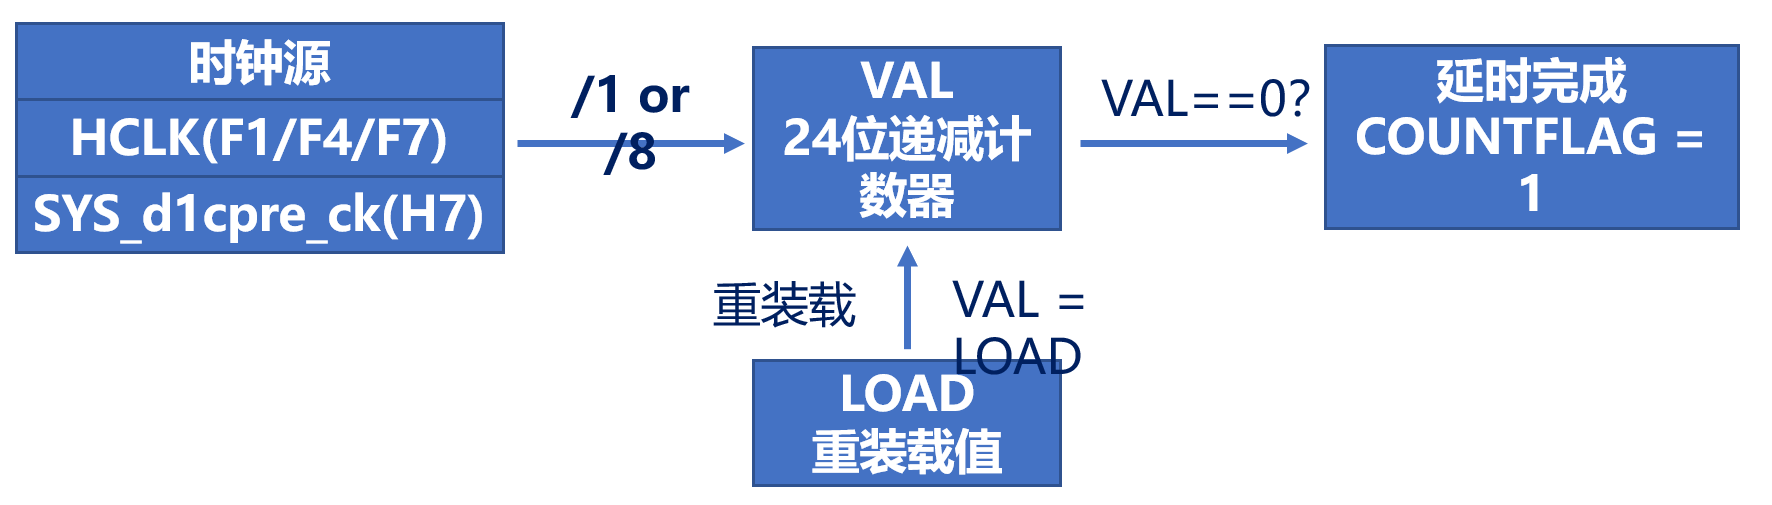 时钟源
HCLK(F1/F4/F7)
SYS_d1cpre_ck(H7)
/1 or
/8
VAL
24位递减计
数器
VAL==0?
延时完成
COUNTFLAG =
1
重装载
VAL =
LOAD
LOAD
重装载值